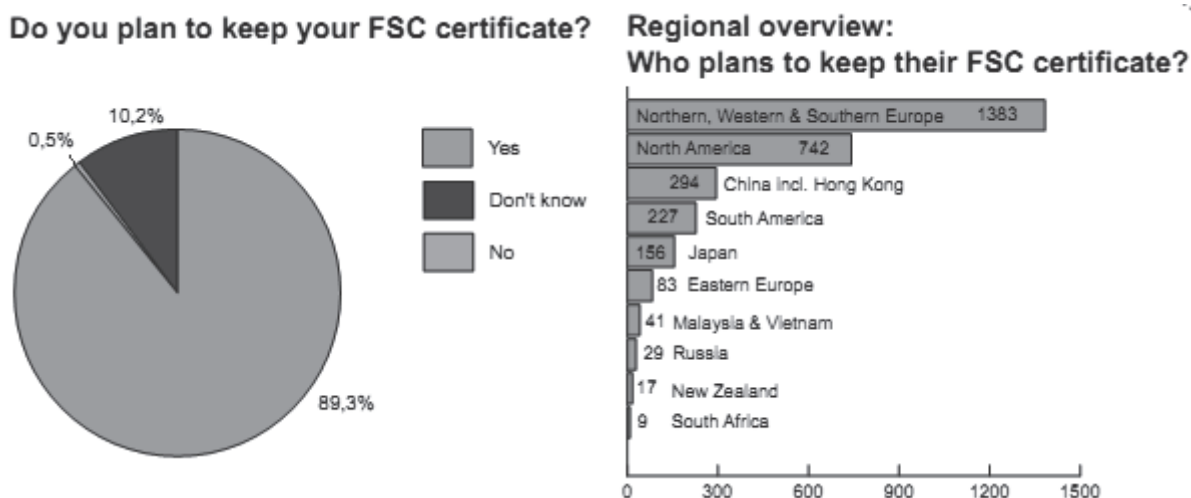 Do you plan to keep your FSC certificate?
10,2%
0,5%
89,3%
Yes
Don't know
No
Regional overview:
Who plans to keep their FSC certificate?
Northern, Western & Southern Europe 1383
North America 742
294 China incl. Hong Kong
227 South America
156 Japan
83 Eastern Europe
41 Malaysia & Vietnam
29 Russia
17 New Zealand
9 South Africa
0 300 600 900 1200 1500